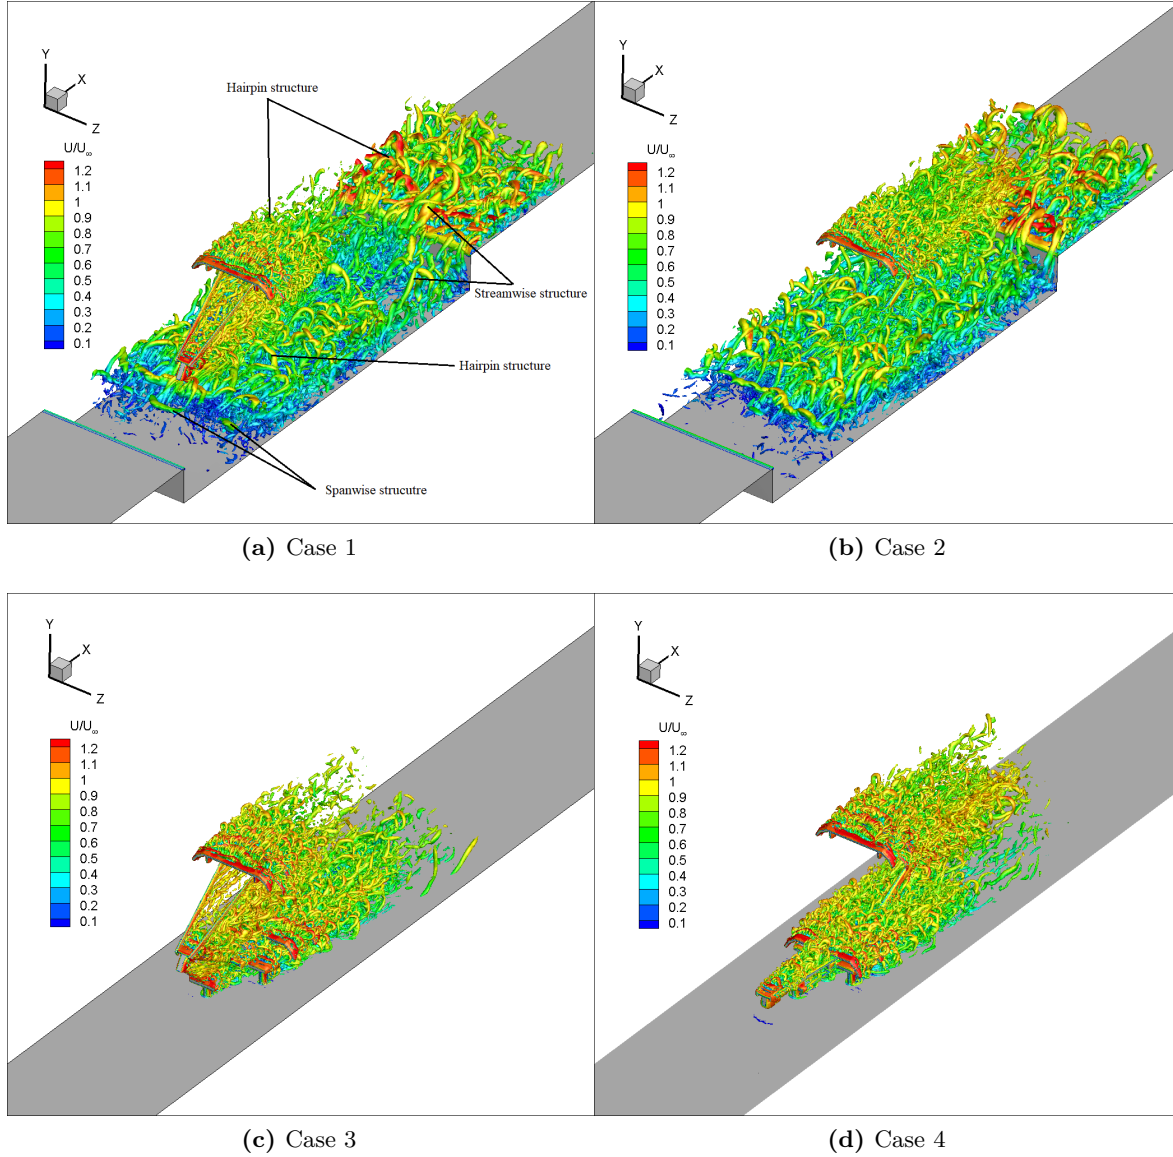 Y
X
Z
U/U∞
1.2
1.1
1
0.9
0.8
0.7
0.6
0.5
0.4
0.3
0.2
0.1
Hairpin structure
Streamwise structure
Hairpin structure
Spanwise strucutre
(a) Case 1
Y
X
Z
U/U∞
1.2
1.1
1
0.9
0.8
0.7
0.6
0.5
0.4
0.3
0.2
0.1
(b) Case 2
Y
X
Z
U/U∞
1.2
1.1
1
0.9
0.8
0.7
0.6
0.5
0.4
0.3
0.2
0.1
(c) Case 3
Y
X
Z
U/U∞
1.2
1.1
1
0.9
0.8
0.7
0.6
0.5
0.4
0.3
0.2
0.1
(d) Case 4